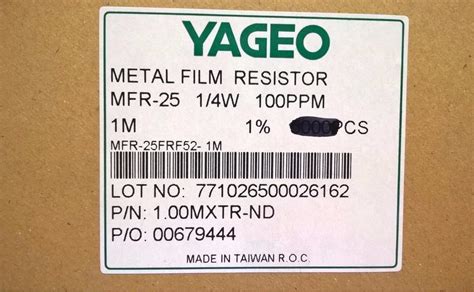 YAGEO
METAL FILM RESISTOR
MFR-25 1/4W 100PPM
1M 1% PCS
MFR-25FRF52- 1M
LOT NO: 771026500026162
P/N: 1.00MXTR-ND
P/O: 00679444
MADE IN TAIWAN R.O.C.